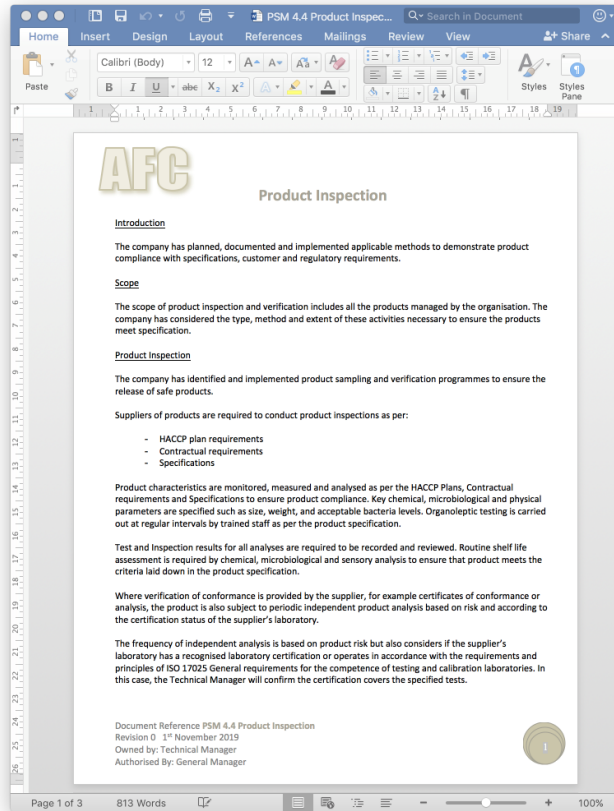 PSM 4.4 Product Inspec...
Search in Document
Home Insert Design Layout References Mailings Review View Share
Calibri (Body) 12
Paste
B I U abc X2 X2 A A
Styles Styles Pane
AFC
Product Inspection
Introduction
The company has planned, documented and implemented applicable methods to demonstrate product
compliance with specifications, customer and regulatory requirements.
Scope
The scope of product inspection and verification includes all the products managed by the organisation. The
company has considered the type, method and extent of these activities necessary to ensure the products
meet specification.
Product Inspection
The company has identified and implemented product sampling and verification programmes to ensure the
release of safe products.
Suppliers of products are required to conduct product inspections as per:
- HACCP plan requirements
- Contractual requirements
- Specifications
Product characteristics are monitored, measured and analysed as per the HACCP Plans, Contractual
requirements and Specifications to ensure product compliance. Key chemical, microbiological and physical
parameters are specified such as size, weight, and acceptable bacteria levels. Organoleptic testing is carried
out at regular intervals by trained staff as per the product specification.
Test and Inspection results for all analyses are required to be recorded and reviewed. Routine shelf life
assessment is required by chemical, microbiological and sensory analysis to ensure that product meets the
criteria laid down in the product specification.
Where verification of conformance is provided by the supplier, for example certificates of conformance or
analysis, the product is also subject to periodic independent product analysis based on risk and according to
the certification status of the supplier's laboratory.
The frequency of independent analysis is based on product risk but also considers if the supplier's
laboratory has a recognised laboratory certification or operates in accordance with the requirements and
principles of ISO 17025 General requirements for the competence of testing and calibration laboratories. In
this case, the Technical Manager will confirm the certification covers the specified tests.
Document Reference PSM 4.4 Product Inspection
Revision 0 1st November 2019
Owned by: Technical Manager
Authorised By: General Manager
1
Page 1 of 3 813 Words 100%